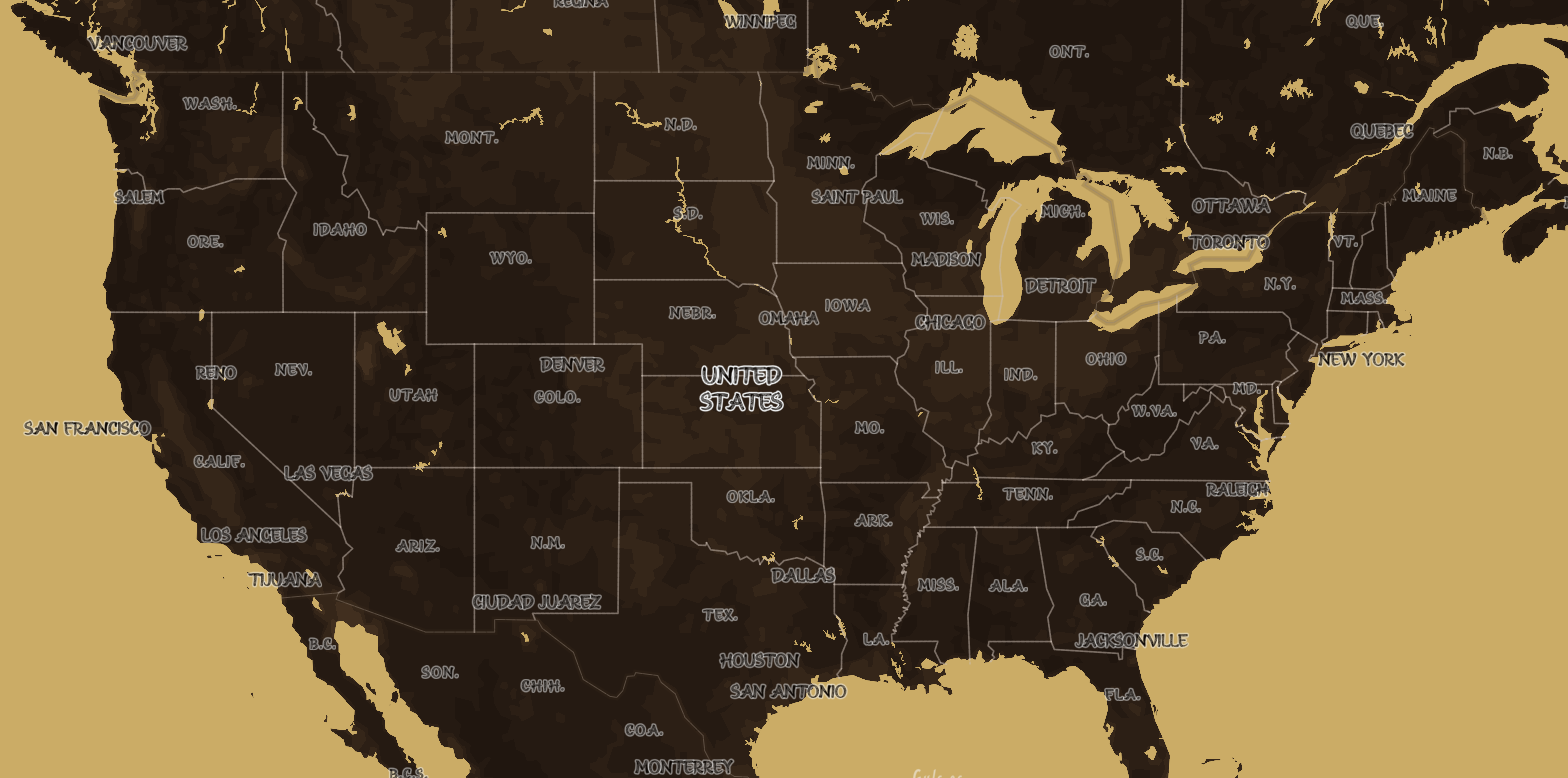 REGINA
WINNIPEG
QUE.
VANCOUVER
ONT.
WASH.
MONT.
N.D.
MINN.
QUEBEC
N.B.
SALEM
SAINT PAUL
MAINE
ORE.
IDAHO
S.D.
WIS.
MICH.
OTTAWA
WYO.
MADISON
TORONTO
VT.
DETROIT
N.Y.
MASS.
NEBR.
OMAHA
IOWA
CHICAGO
PA.
NEW YORK
RENO
NEV.
DENVER
UNITED
STATES
ILL.
IND.
OHIO
MD.
UTAH
COLO.
W.VA.
SAN FRANCISCO
MO.
KY.
VA.
CALIF.
LAS VEGAS
OKLA.
TENN.
RALEIGH
N.C.
LOS ANGELES
ARIZ.
N.M.
ARK.
S.C.
TIJUANA
DALLAS
MISS.
ALA.
GA.
CIUDAD JUAREZ
TEX.
B.C.
LA.
JACKSONVILLE
HOUSTON
SON.
CHIH.
SAN ANTONIO
FLA.
COA.
MONTERREY
B.C.S.